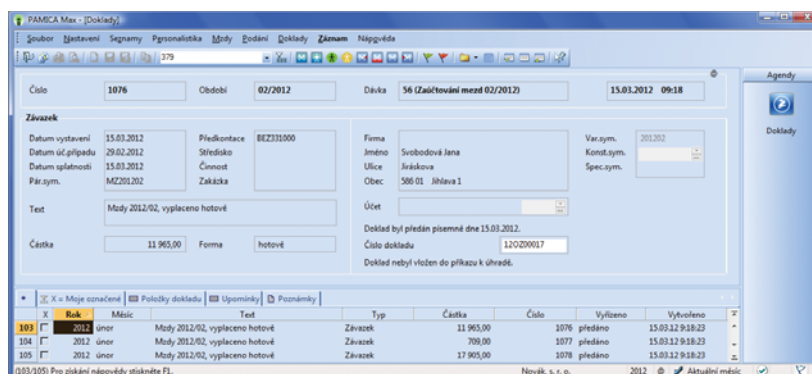 PAMICA Max - [Doklady]
Soubor Nastavení Seznamy Personalistika Mzdy Podání Doklady Záznam Nápověda
379
Číslo 1076 Období 02/2012 Dávka 56 (Zaúčtování mezd 02/2012) 15.03.2012 09:18
Agendy
Doklady
Závazek
Datum vystavení 15.03.2012 Předkontace BEZ331000 Firma Var.sym. 201202
Datum úč.případu 29.02.2012 Středisko Jméno Svobodová Jana Konst.sym.
Datum splatnosti 15.03.2012 Činnost Ulice Jiráskova Spec.sym.
Pár.sym. MZ201202 Zakázka Obec 586 01 Jihlava 1
Text Mzdy 2012/02, vyplaceno hotově Účet
Doklad byl předán písemně dne 15.03.2012.
Částka 11 965,00 Forma hotově Číslo dokladu 12OZ00017
Doklad nebyl vložen do příkazu k úhradě.
* X = Moje označené Položky dokladu Upomínky Poznámky
X Rok Měsíc Text Typ Částka Číslo Vyřízeno Vytvořeno
103 2012 únor Mzdy 2012/02, vyplaceno hotově Závazek 11 965,00 1076 předáno 15.03.12 9:18:23
104 2012 únor Mzdy 2012/02, vyplaceno hotově Závazek 709,00 1077 předáno 15.03.12 9:18:23
105 2012 únor Mzdy 2012/02, vyplaceno hotově Závazek 17 905,00 1078 předáno 15.03.12 9:18:23
(103/105) Pro získání nápovědy stiskněte F1. Novák, s. r. o. 2012 @ Aktuální měsíc